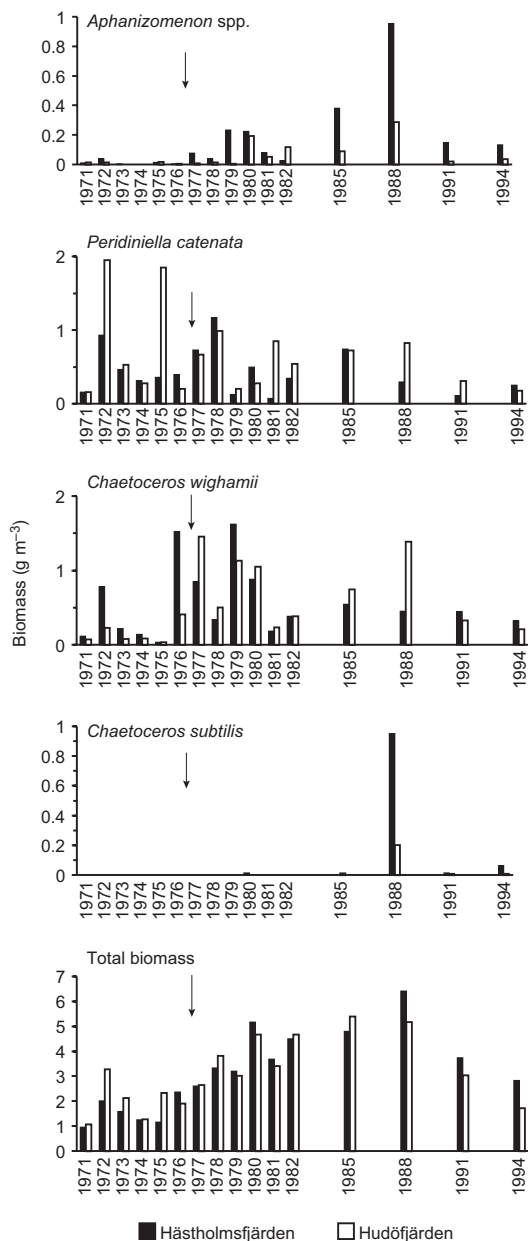 Aphanizomenon spp.
1
0.8
0.6
0.4
0.2
0
1971 1972 1973 1974 1975 1976 1977 1978 1979 1980 1981 1982 1985 1988 1991 1994
Peridiniella catenata
2
1
0
1971 1972 1973 1974 1975 1976 1977 1978 1979 1980 1981 1982 1985 1988 1991 1994
Chaetoceros wighamii
2
1
0
1971 1972 1973 1974 1975 1976 1977 1978 1979 1980 1981 1982 1985 1988 1991 1994
Biomass (g m⁻³)
Chaetoceros subtilis
1
0.8
0.6
0.4
0.2
0
1971 1972 1973 1974 1975 1976 1977 1978 1979 1980 1981 1982 1985 1988 1991 1994
Total biomass
7
6
5
4
3
2
1
0
1971 1972 1973 1974 1975 1976 1977 1978 1979 1980 1981 1982 1985 1988 1991 1994
Hästholmsfjärden Hudöfjärden